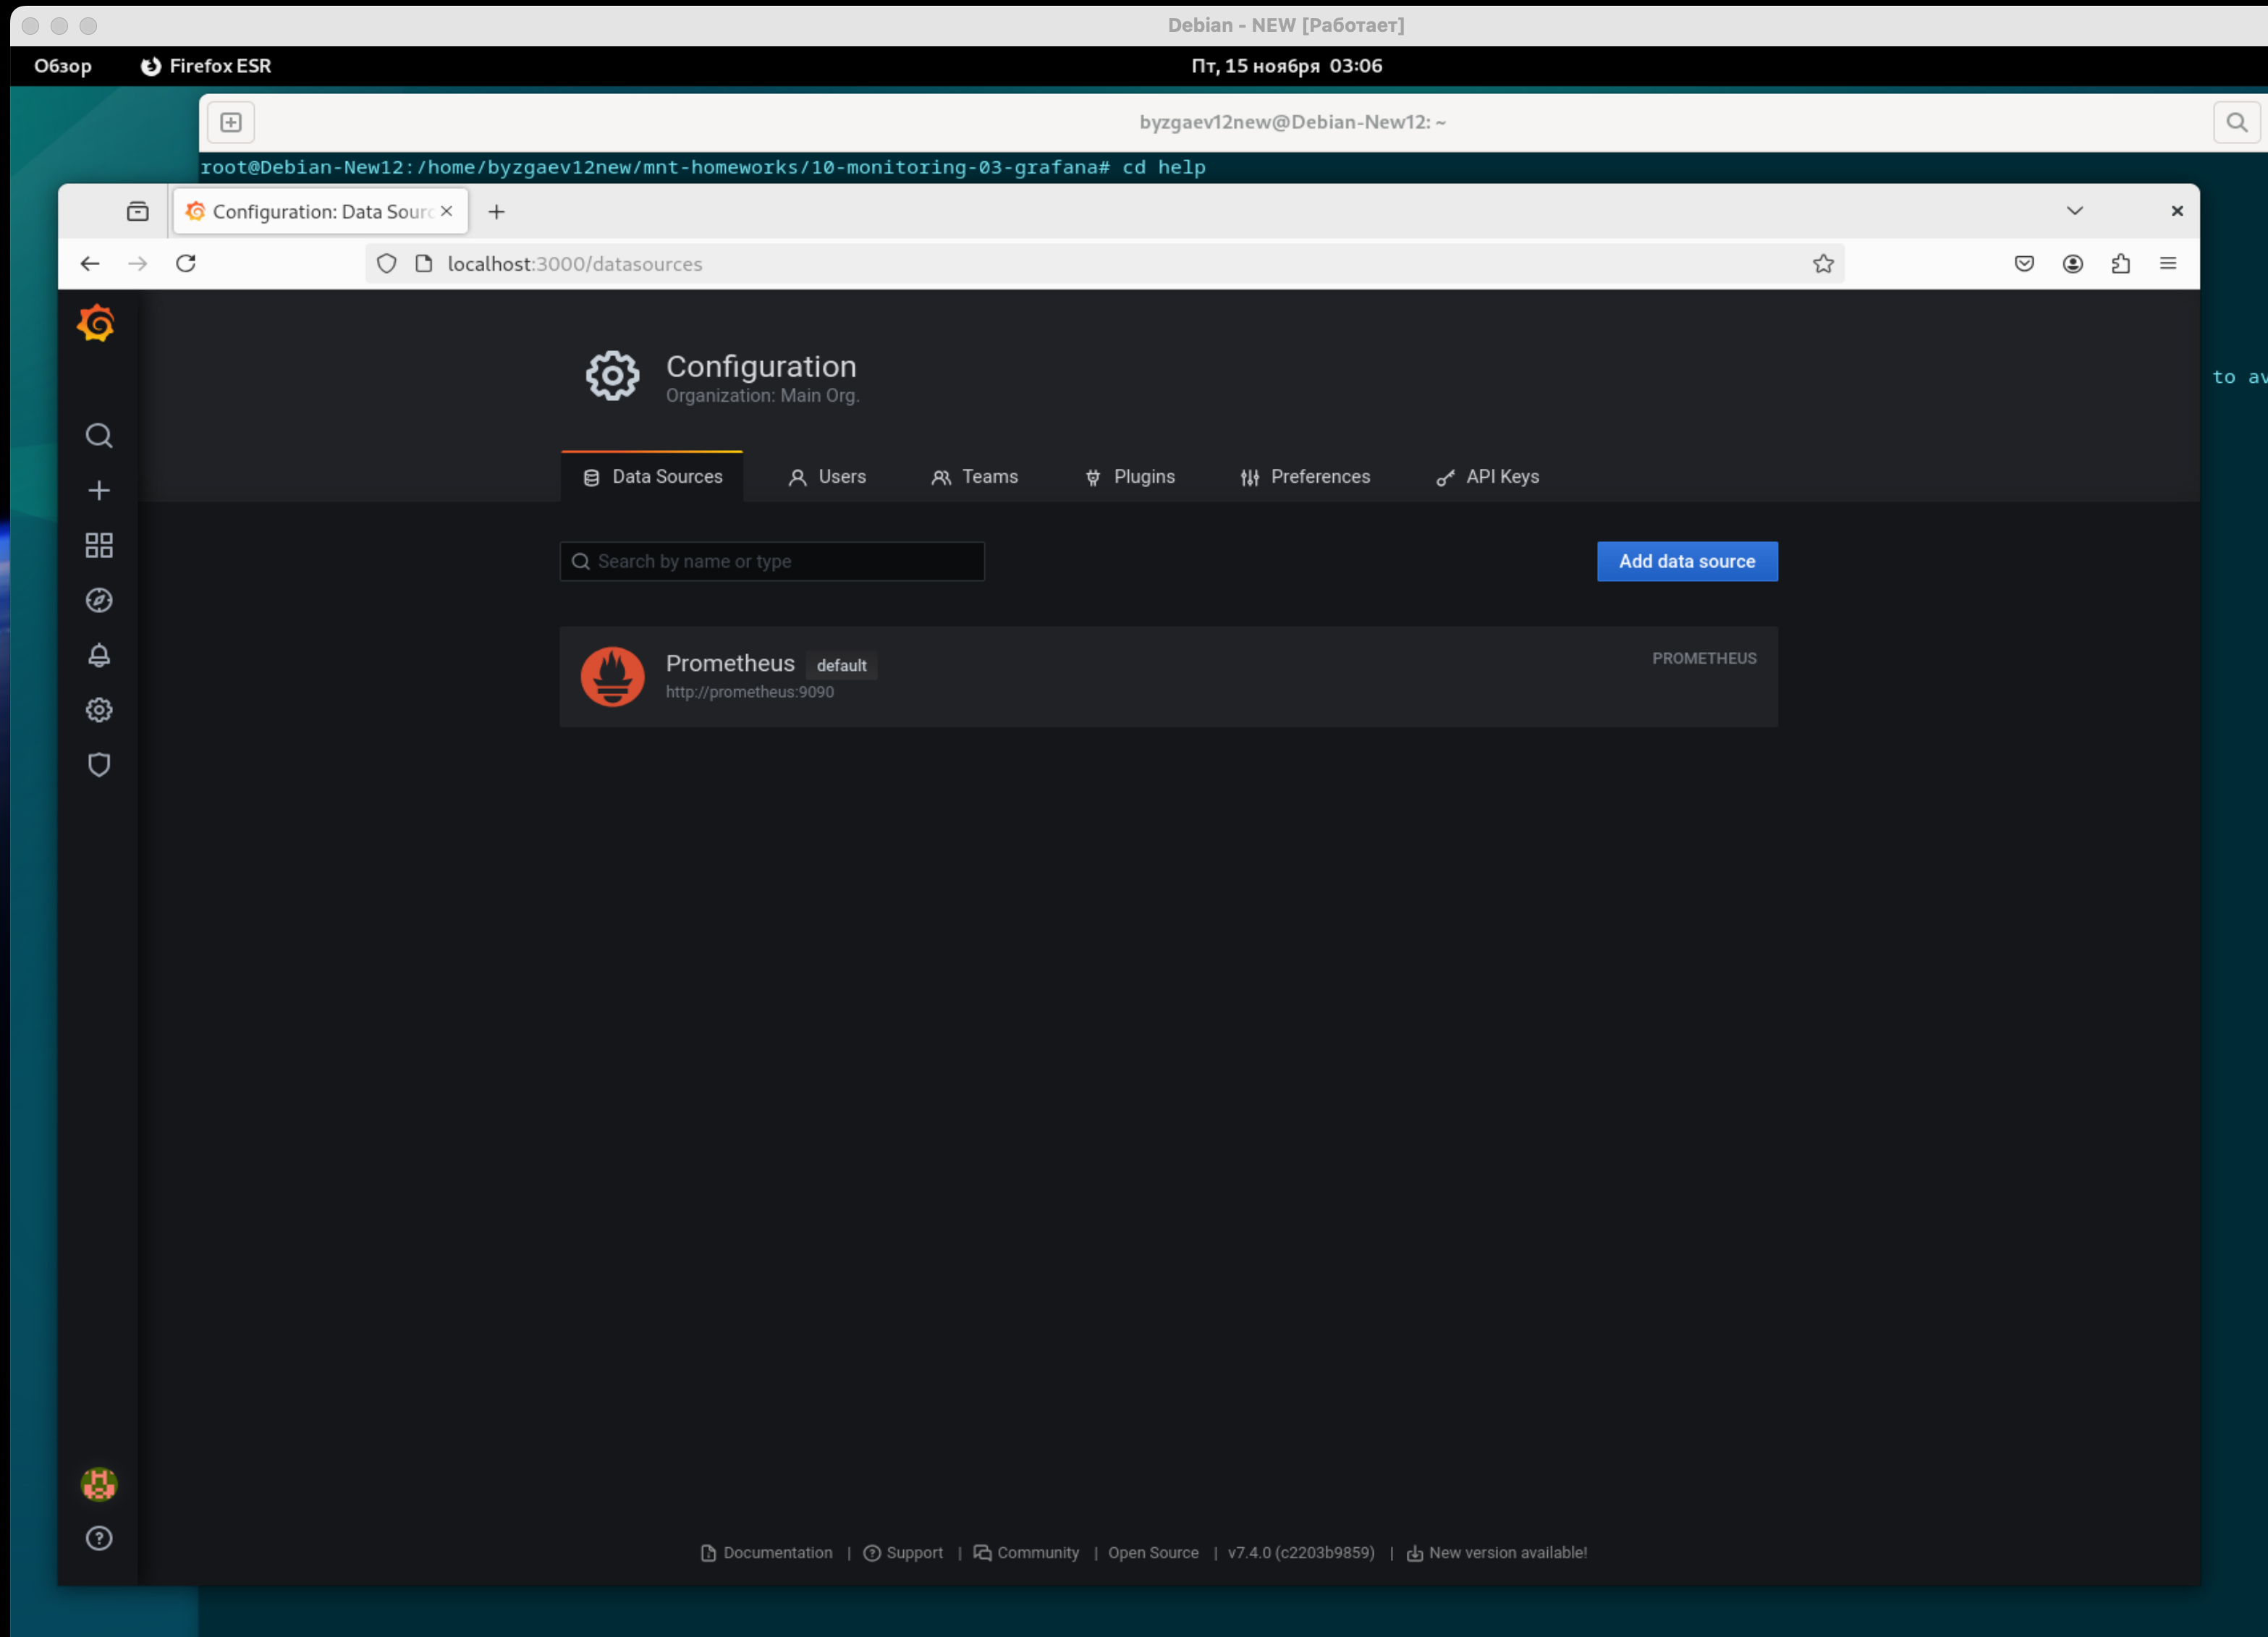 Debian - NEW [Работает]
Обзор Firefox ESR Пт, 15 ноября 03:06
byzgaev12new@Debian-New12: ~
root@Debian-New12:/home/byzgaev12new/mnt-homeworks/10-monitoring-03-grafana# cd help
Configuration: Data Sourc
localhost:3000/datasources
Configuration
Organization: Main Org.
to av
Data Sources Users Teams Plugins Preferences API Keys
Search by name or type Add data source
Prometheus default PROMETHEUS
http://prometheus:9090
Documentation | Support | Community | Open Source | v7.4.0 (c2203b9859) | New version available!